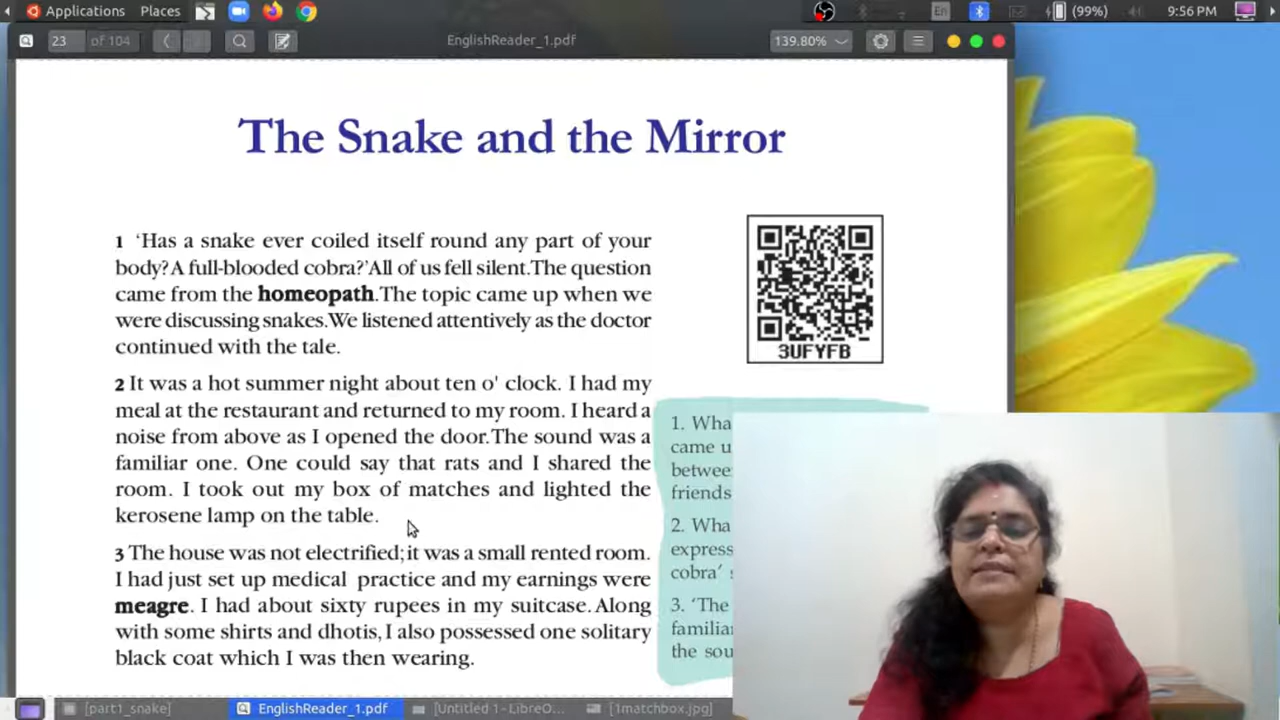 Applications Places En (99%) 9:56 PM
23 of 104 EnglishReader_1.pdf 139.80%
The Snake and the Mirror
1 'Has a snake ever coiled itself round any part of your
body? A full-blooded cobra?' All of us fell silent. The question
came from the homeopath. The topic came up when we
were discussing snakes. We listened attentively as the doctor
continued with the tale.
3UFYFB
2 It was a hot summer night about ten o' clock. I had my
meal at the restaurant and returned to my room. I heard a
noise from above as I opened the door. The sound was a
familiar one. One could say that rats and I shared the
room. I took out my box of matches and lighted the
kerosene lamp on the table.
3 The house was not electrified; it was a small rented room.
I had just set up medical practice and my earnings were
meagre. I had about sixty rupees in my suitcase. Along
with some shirts and dhotis, I also possessed one solitary
black coat which I was then wearing.
1. Wha
came u
betwee
friends
2. Wha
express
cobra' s
3. 'The
familia
the sou
[part1_snake] EnglishReader_1.pdf [Untitled 1 - LibreO... [1matchbox.jpg]